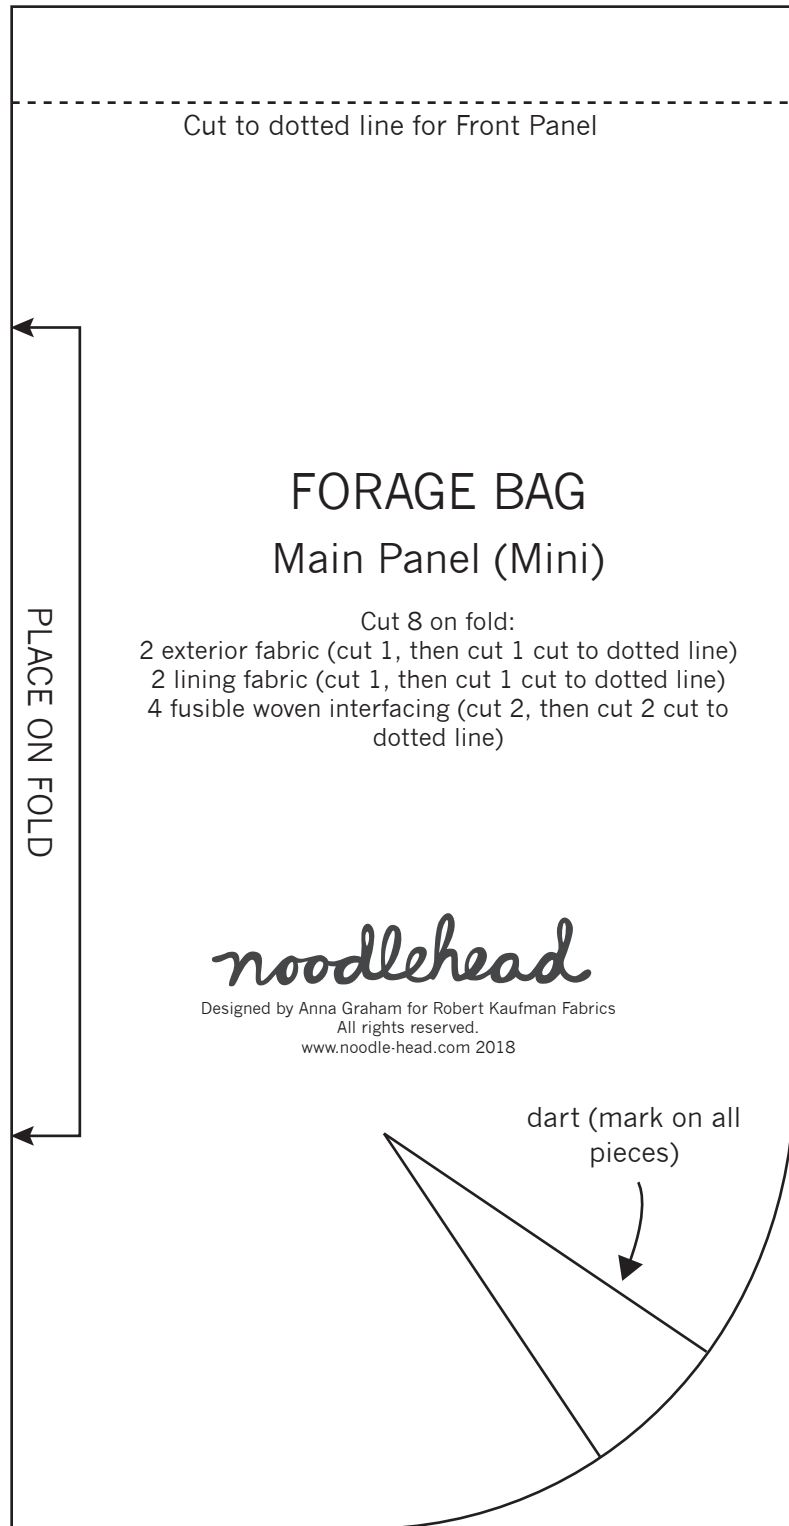 Cut to dotted line for Front Panel
FORAGE BAG
Main Panel (Mini)
Cut 8 on fold:
2 exterior fabric (cut 1, then cut 1 cut to dotted line)
2 lining fabric (cut 1, then cut 1 cut to dotted line)
4 fusible woven interfacing (cut 2, then cut 2 cut to
dotted line)
PLACE ON FOLD
noodlehead
Designed by Anna Graham for Robert Kaufman Fabrics
All rights reserved.
www.noodle-head.com 2018
dart (mark on all
pieces)